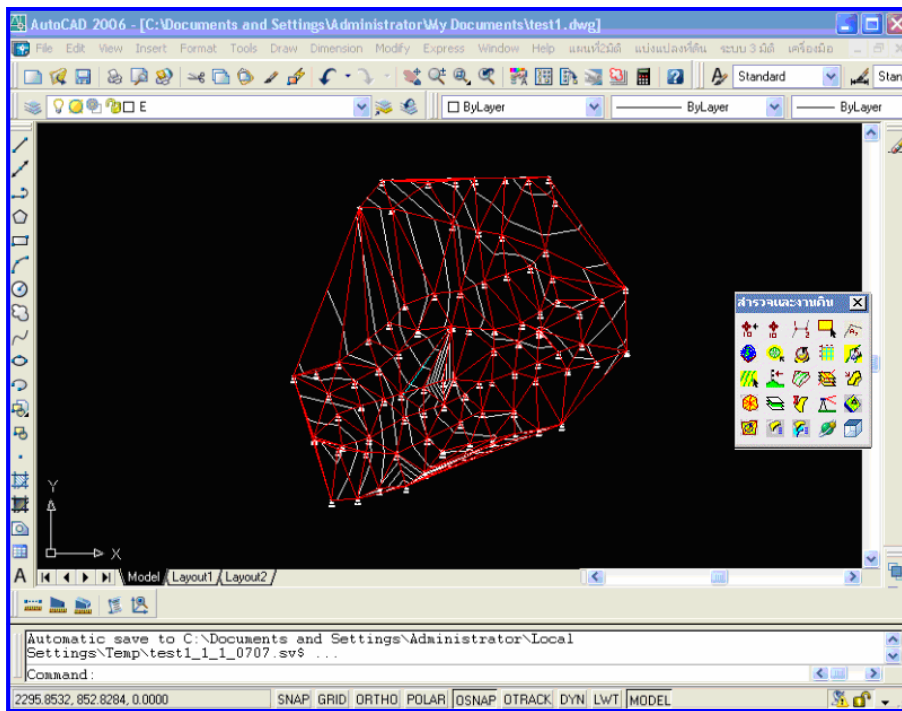 AutoCAD 2006 - [C:\Documents and Settings\Administrator\My Documents\test1.dwg]
File Edit View Insert Format Tools Draw Dimension Modify Express Window Help แผนที่2มิติ แบ่งแปลงที่ดิน ระบบ 3 มิติ เครื่องมือ
Standard Stan
E ByLayer ByLayer ByLayer
สำรวจและงานดิน
Y
X
Model Layout1 Layout2
Automatic save to C:\Documents and Settings\Administrator\Local
Settings\Temp\test1_1_1_0707.sv$ ...
Command:
2295.8532, 852.8284, 0.0000 SNAP GRID ORTHO POLAR OSNAP OTRACK DYN LWT MODEL